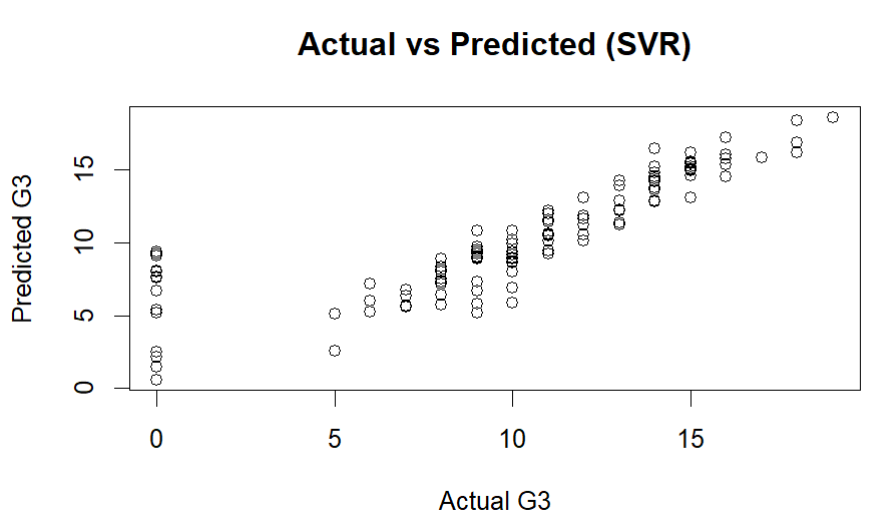 Actual vs Predicted (SVR)
Predicted G3
15
10
5
0
0 5 10 15
Actual G3